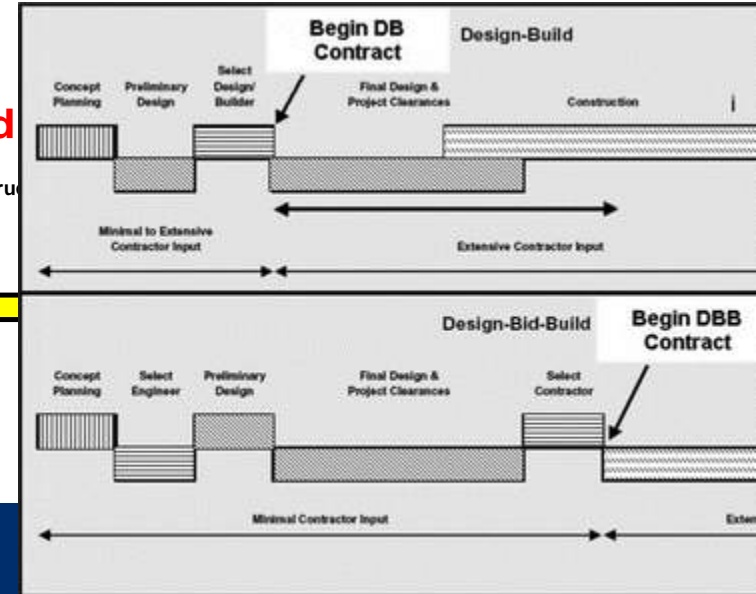 Begin DB
Contract
Design-Build
Concept
Planning
Preliminary
Design
Select
Design/
Builder
Final Design &
Project Clearances
Construction
d
Minimal to Extensive
Contractor Input
Extensive Contractor Input
Design-Bid-Build
Begin DBB
Contract
Concept
Planning
Select
Engineer
Preliminary
Design
Final Design &
Project Clearances
Select
Contractor
Minimal Contractor Input